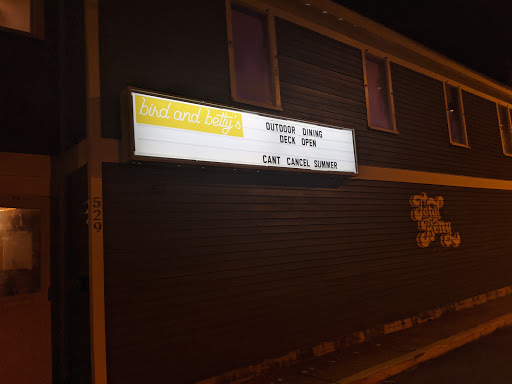 bird and betty's
OUTDOOR DINING
DECK OPEN
CANT CANCEL SUMMER
529